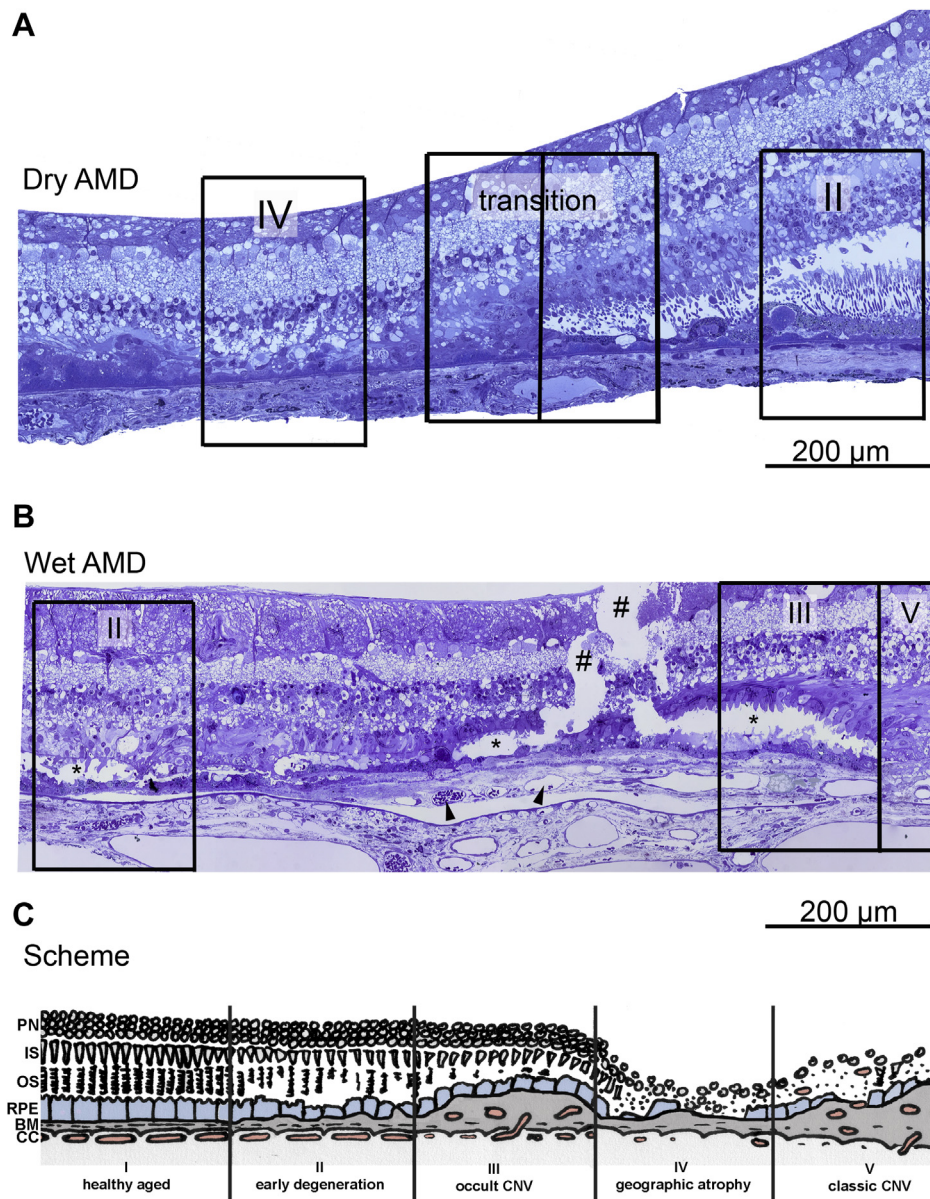 A
Dry AMD
IV
transition
II
200 µm
B
Wet AMD
II
III
V
#
#
*
*
*
200 µm
C
Scheme
PN
IS
OS
RPE
BM
CC
I
healthy aged
II
early degeneration
III
occult CNV
IV
geographic atrophy
V
classic CNV